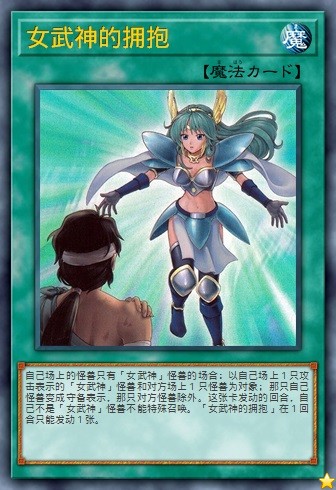 女武神的拥抱
魔
【魔法カード】
自己场上的怪兽只有「女武神」怪兽的场合：以自己场上１只攻
击表示的「女武神」怪兽和对方场上１只怪兽为对象；那只自己
怪兽变成守备表示，那只对方怪兽除外。这张卡发动的回合，自
己不是「女武神」怪兽不能特殊召唤。「女武神的拥抱」在１回
合只能发动１张。